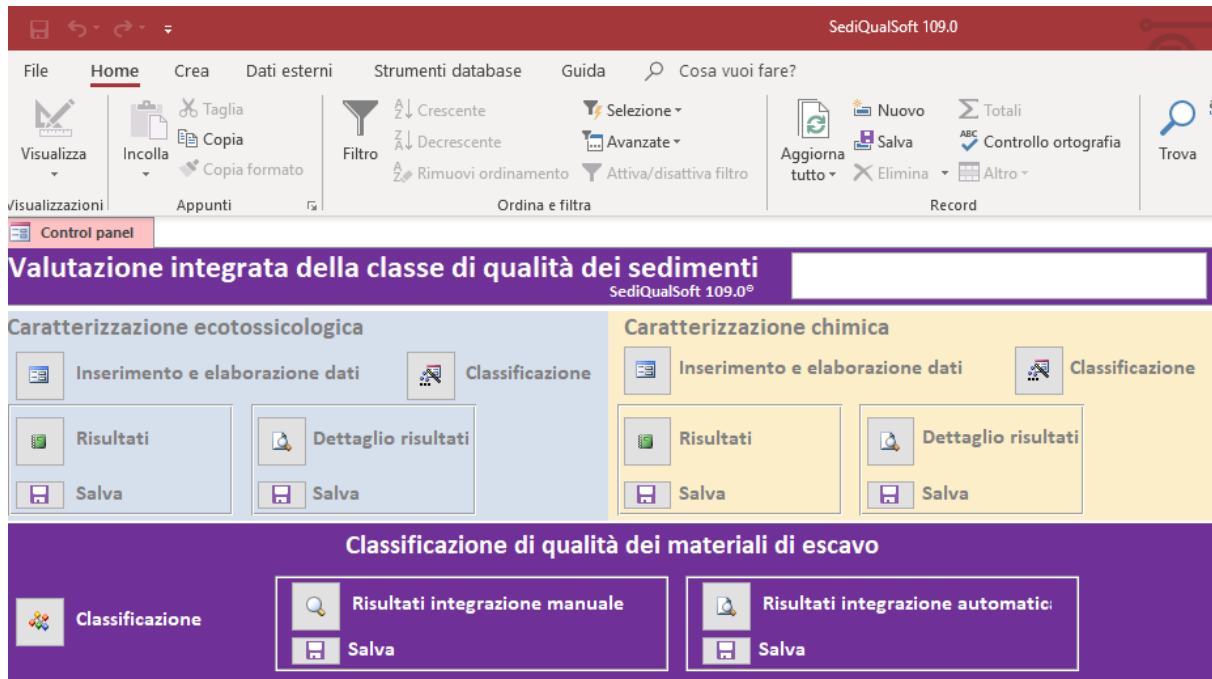 SediQualSoft 109.0
File Home Crea Dati esterni Strumenti database Guida Cosa vuoi fare?
Visualizza
Incolla
Taglia
Copia
Copia formato
Filtro
Crescente
Decrescente
Rimuovi ordinamento
Selezione
Avanzate
Attiva/disattiva filtro
Aggiorna
tutto
Nuovo
Salva
Elimina
Totali
Controllo ortografia
Altro
Trova
Visualizzazioni Appunti Ordina e filtra Record
Control panel
Valutazione integrata della classe di qualità dei sedimenti
SediQualSoft 109.0®
Caratterizzazione ecotossicologica
Inserimento e elaborazione dati Classificazione
Risultati Dettaglio risultati
Salva Salva
Caratterizzazione chimica
Inserimento e elaborazione dati Classificazione
Risultati Dettaglio risultati
Salva Salva
Classificazione di qualità dei materiali di escavo
Classificazione
Risultati integrazione manuale
Salva
Risultati integrazione automatic
Salva